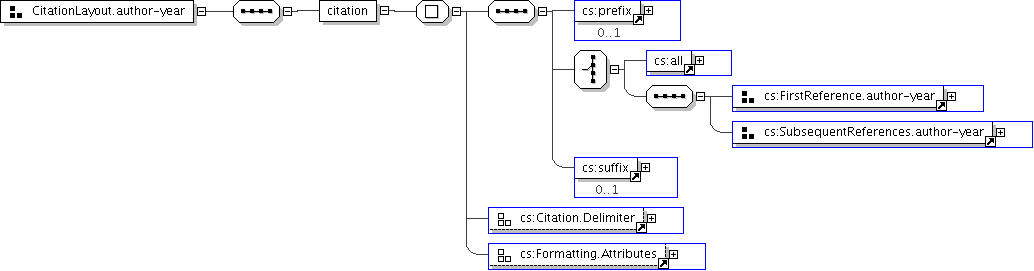 CitationLayout.author-year
citation
cs:prefix
0..1
cs:all
cs:FirstReference.author-year
cs:SubsequentReferences.author-year
cs:suffix
0..1
cs:Citation.Delimiter
cs:Formatting.Attributes